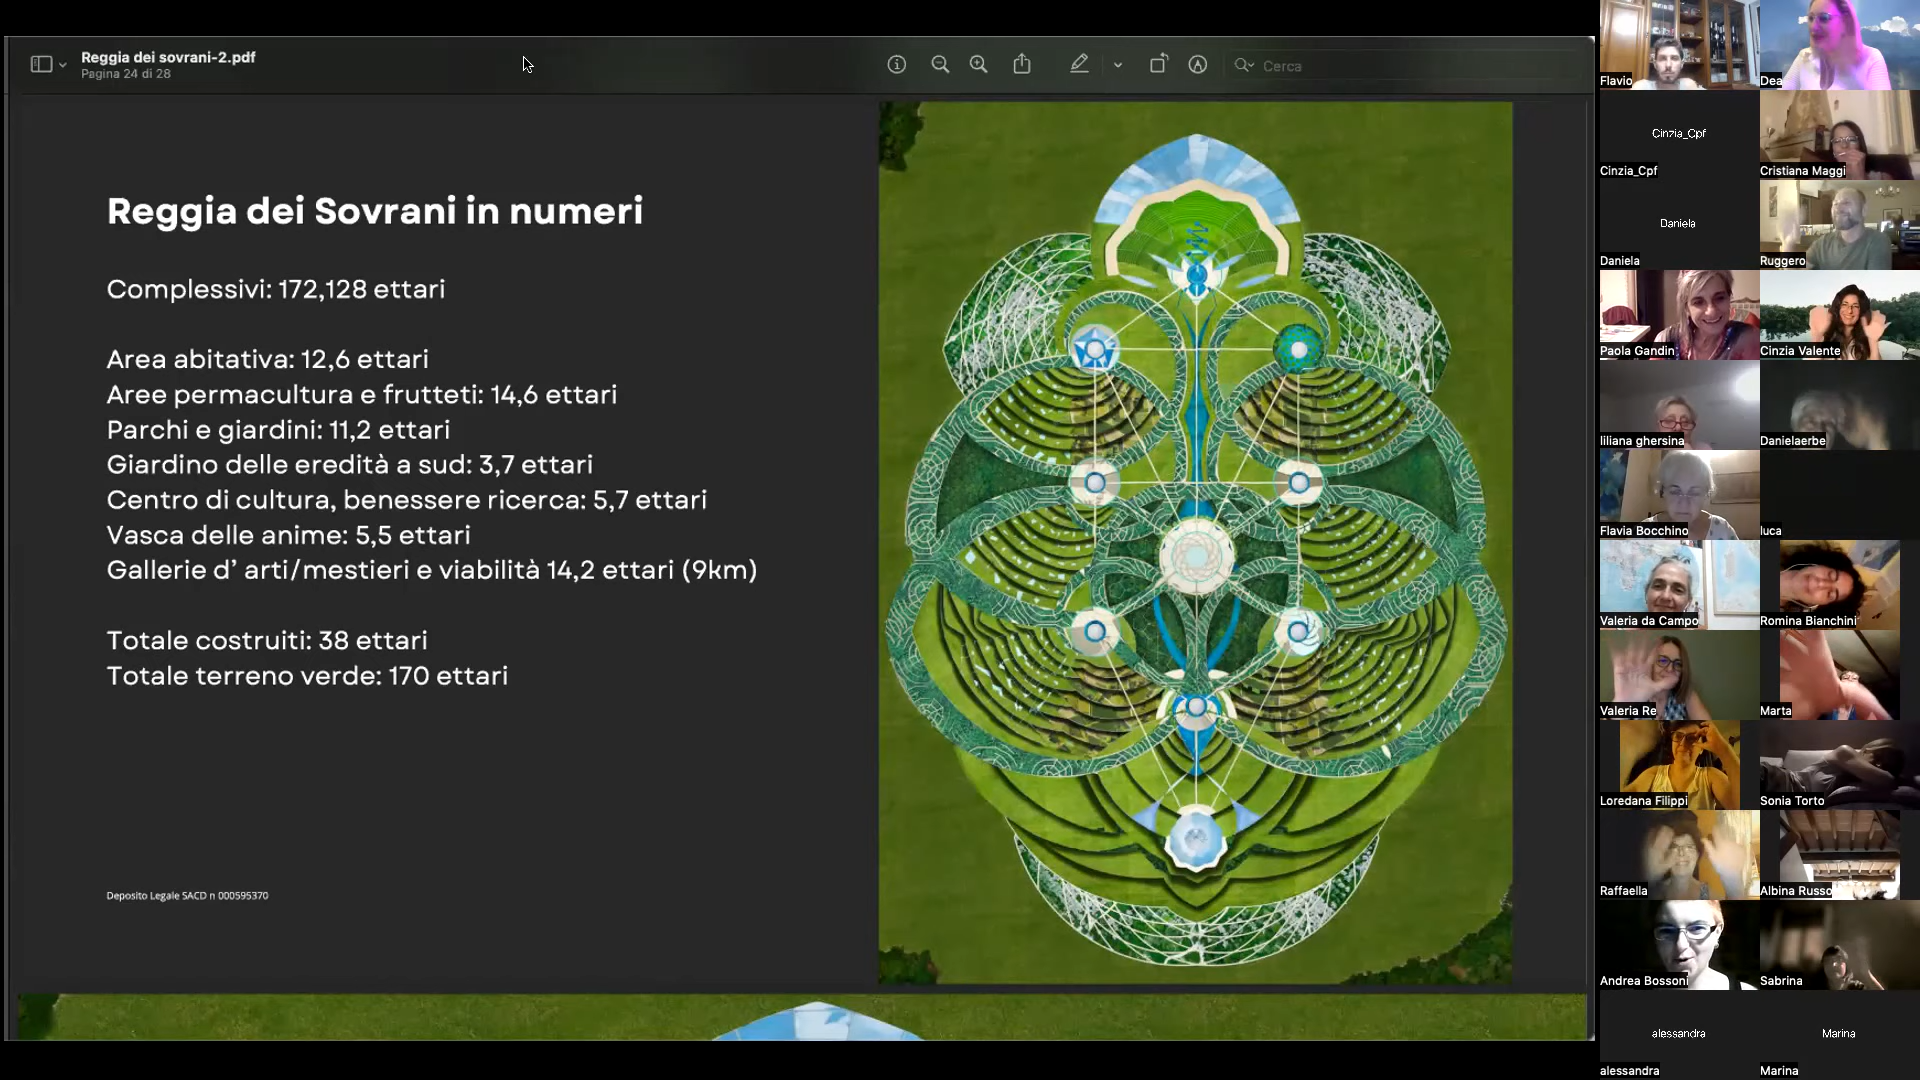 Reggia dei sovrani-2.pdf
Pagina 24 di 28
Cerca
Reggia dei Sovrani in numeri
Complessivi: 172,128 ettari
Area abitativa: 12,6 ettari
Aree permacultura e frutteti: 14,6 ettari
Parchi e giardini: 11,2 ettari
Giardino delle eredità a sud: 3,7 ettari
Centro di cultura, benessere ricerca: 5,7 ettari
Vasca delle anime: 5,5 ettari
Gallerie d’ arti/mestieri e viabilità 14,2 ettari (9km)
Totale costruiti: 38 ettari
Totale terreno verde: 170 ettari
Deposito Legale SACD n 000595370
Flavio
Dea
Cinzia_Cpf
Cinzia_Cpf
Cristiana Maggi
Daniela
Daniela
Ruggero
Paola Gandin
Cinzia Valente
liliana ghersina
Danielaerbe
Flavia Bocchino
luca
Valeria da Campo
Romina Bianchini
Valeria Re
Marta
Loredana Filippi
Sonia Torto
Raffaella
Albina Russo
Andrea Bossoni
Sabrina
alessandra
alessandra
Marina
Marina